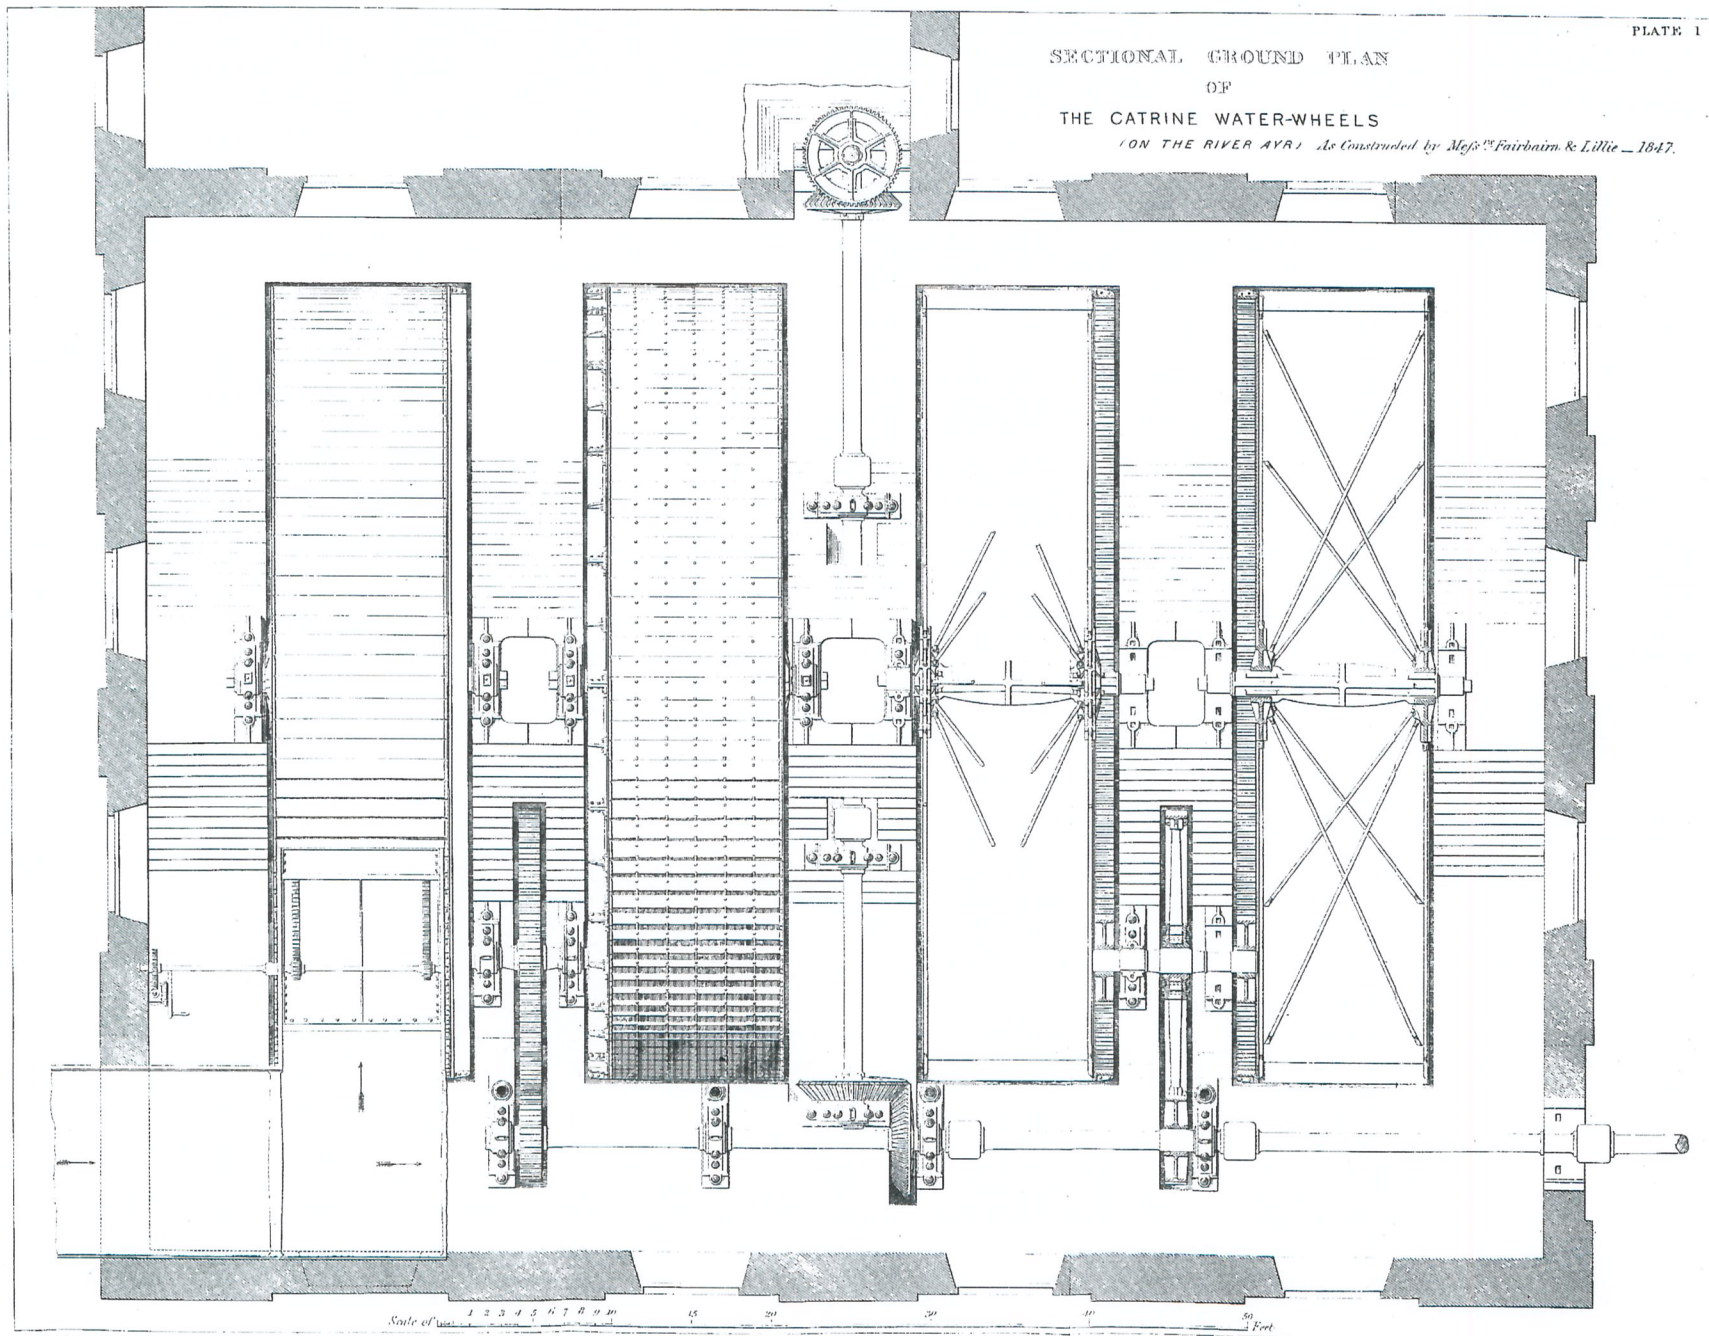 PLATE 1
SECTIONAL GROUND PLAN
OF
THE CATRINE WATER-WHEELS
(ON THE RIVER AYR) As Constructed by Mess.rs Fairbairn & Lillie — 1847.
1 2 3 4 5 6 7 8 9 10 15 20 30 40 50
Scale of Feet